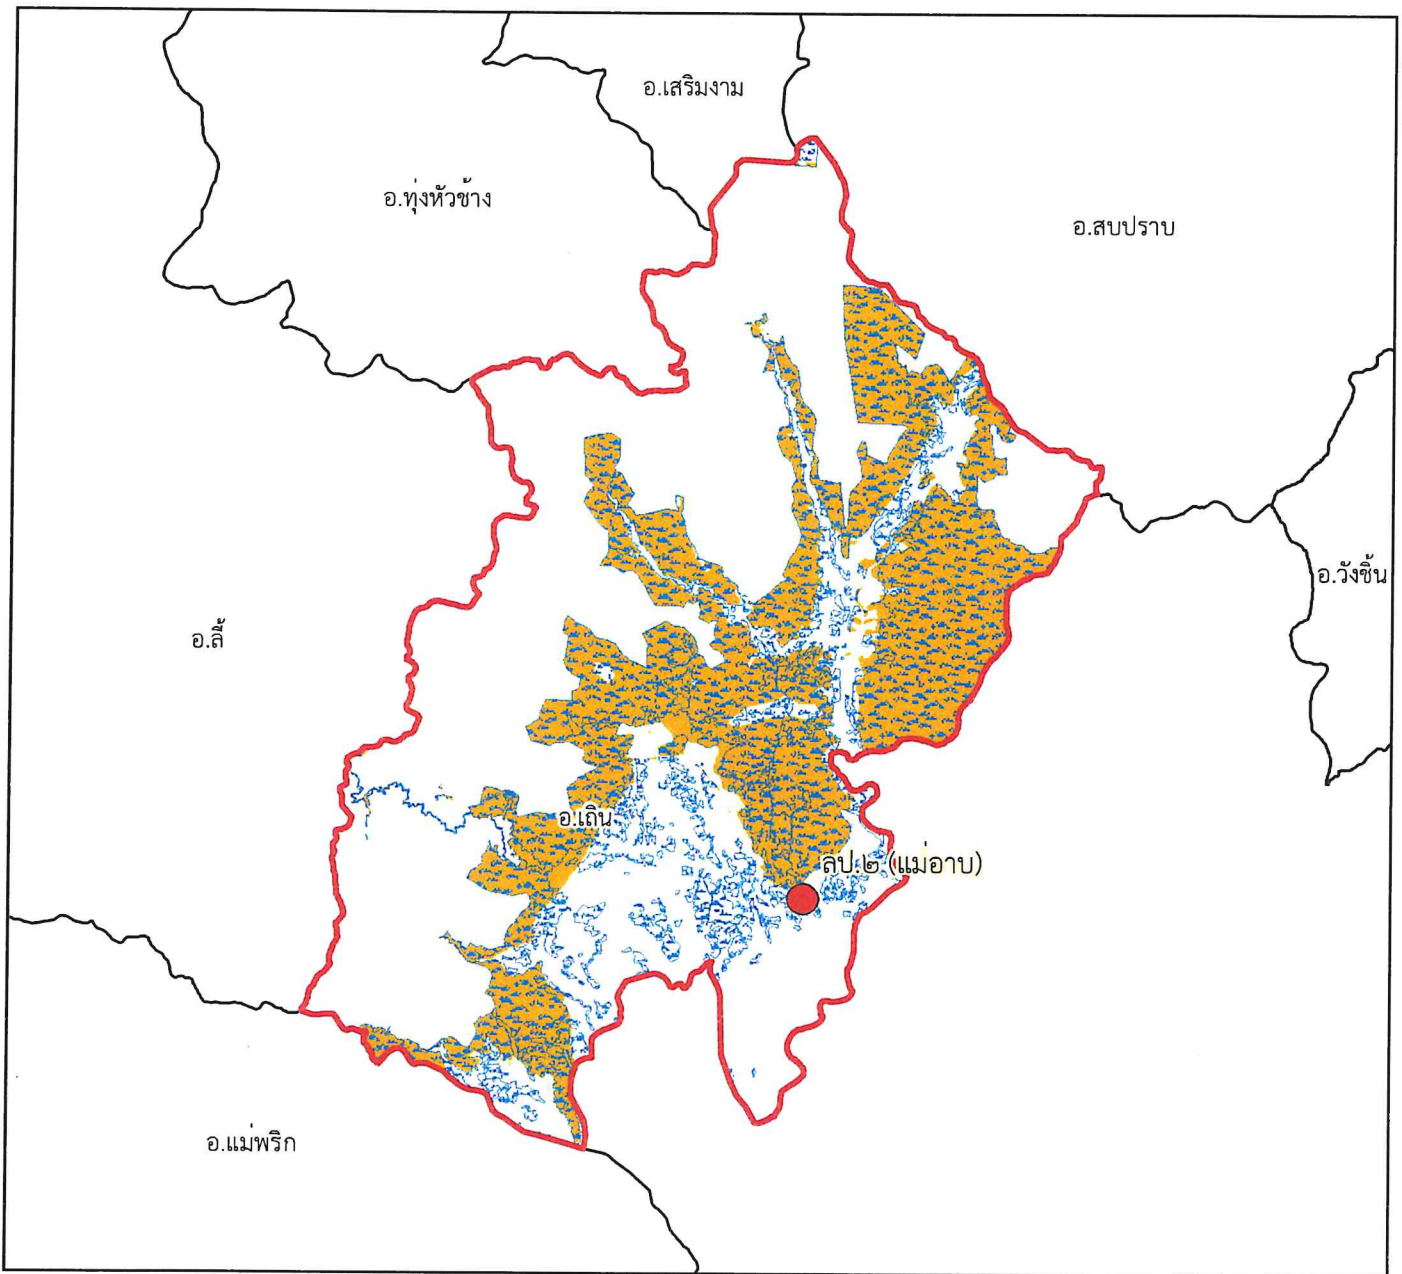 อ.เสริมงาม
อ.ทุ่งหัวช้าง
อ.สบปราบ
อ.วังชิ้น
อ.ลี้
อ.เถิน
ลป.๒ (แม่อาบ)
อ.แม่พริก